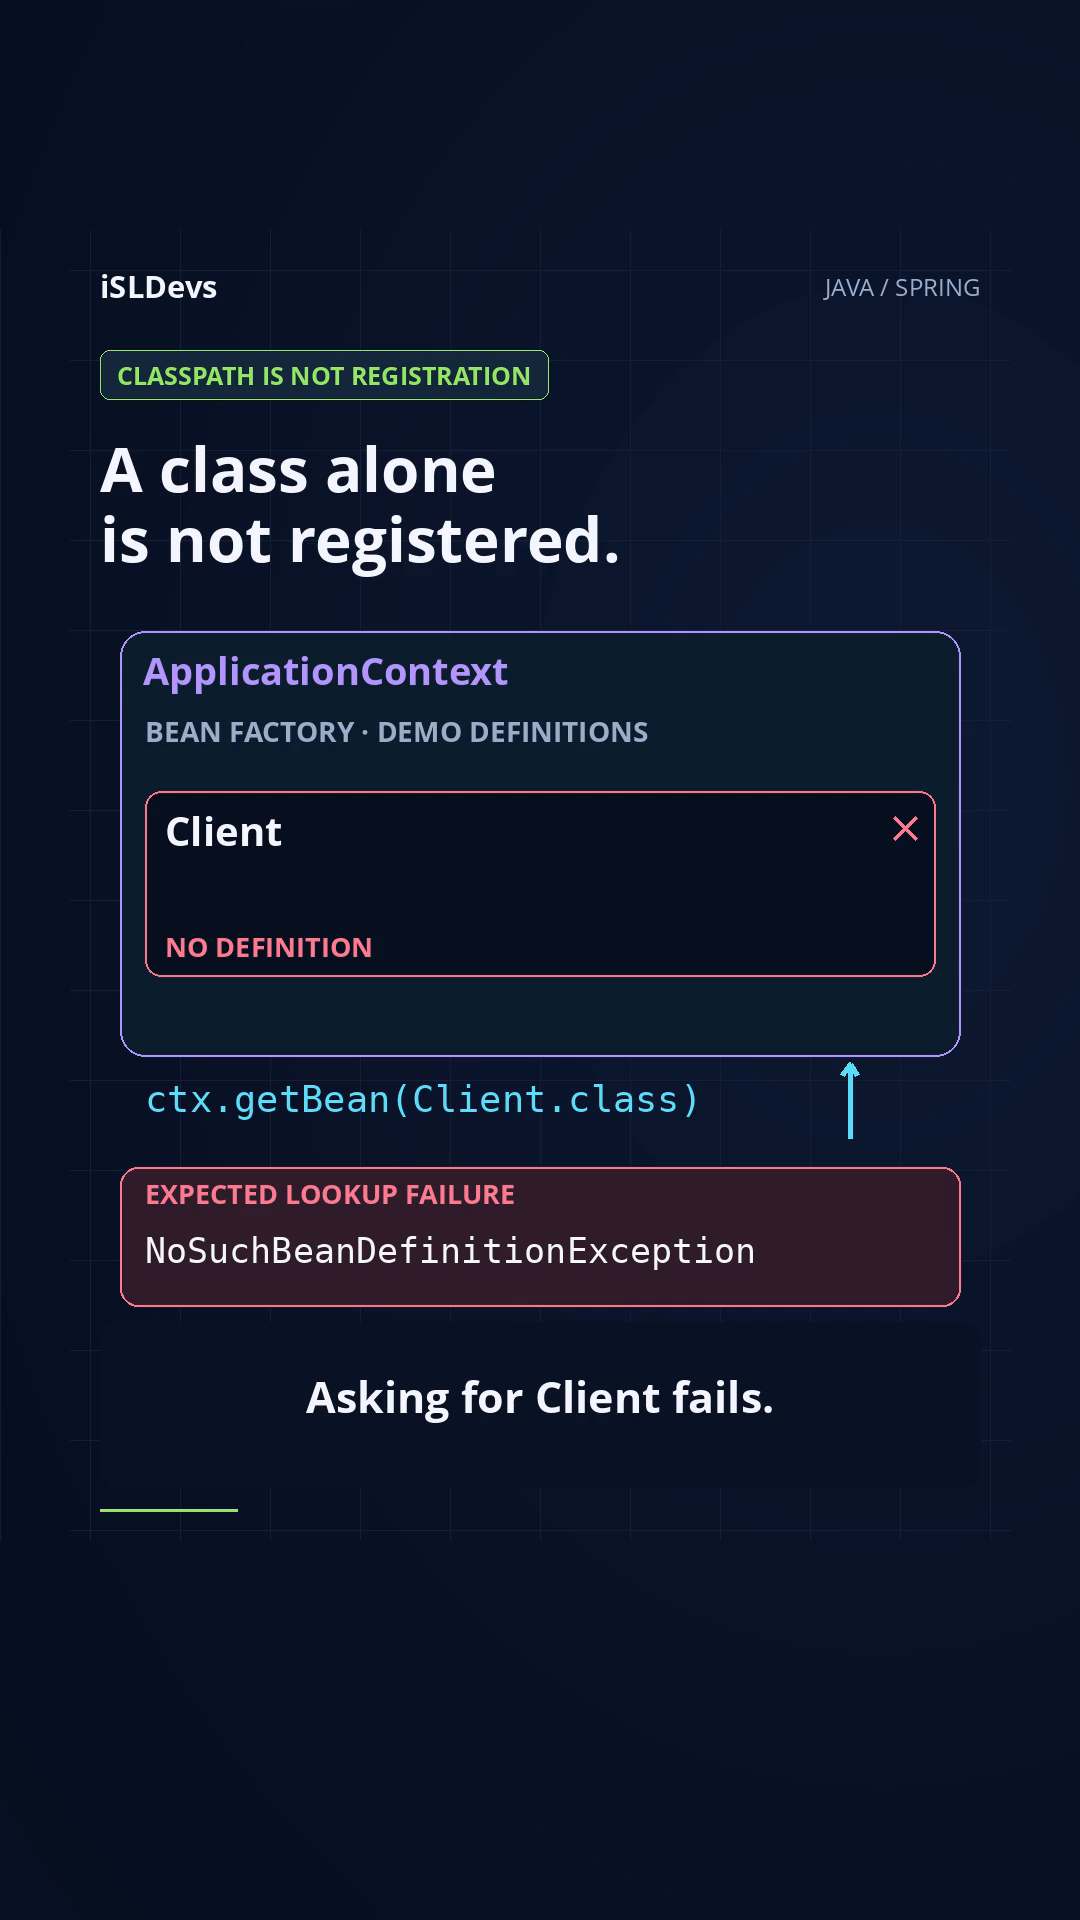 iSLDevs
JAVA / SPRING
CLASSPATH IS NOT REGISTRATION
A class alone
is not registered.
ApplicationContext
BEAN FACTORY · DEMO DEFINITIONS
Client
NO DEFINITION
ctx.getBean(Client.class)
EXPECTED LOOKUP FAILURE
NoSuchBeanDefinitionException
Asking for Client fails.